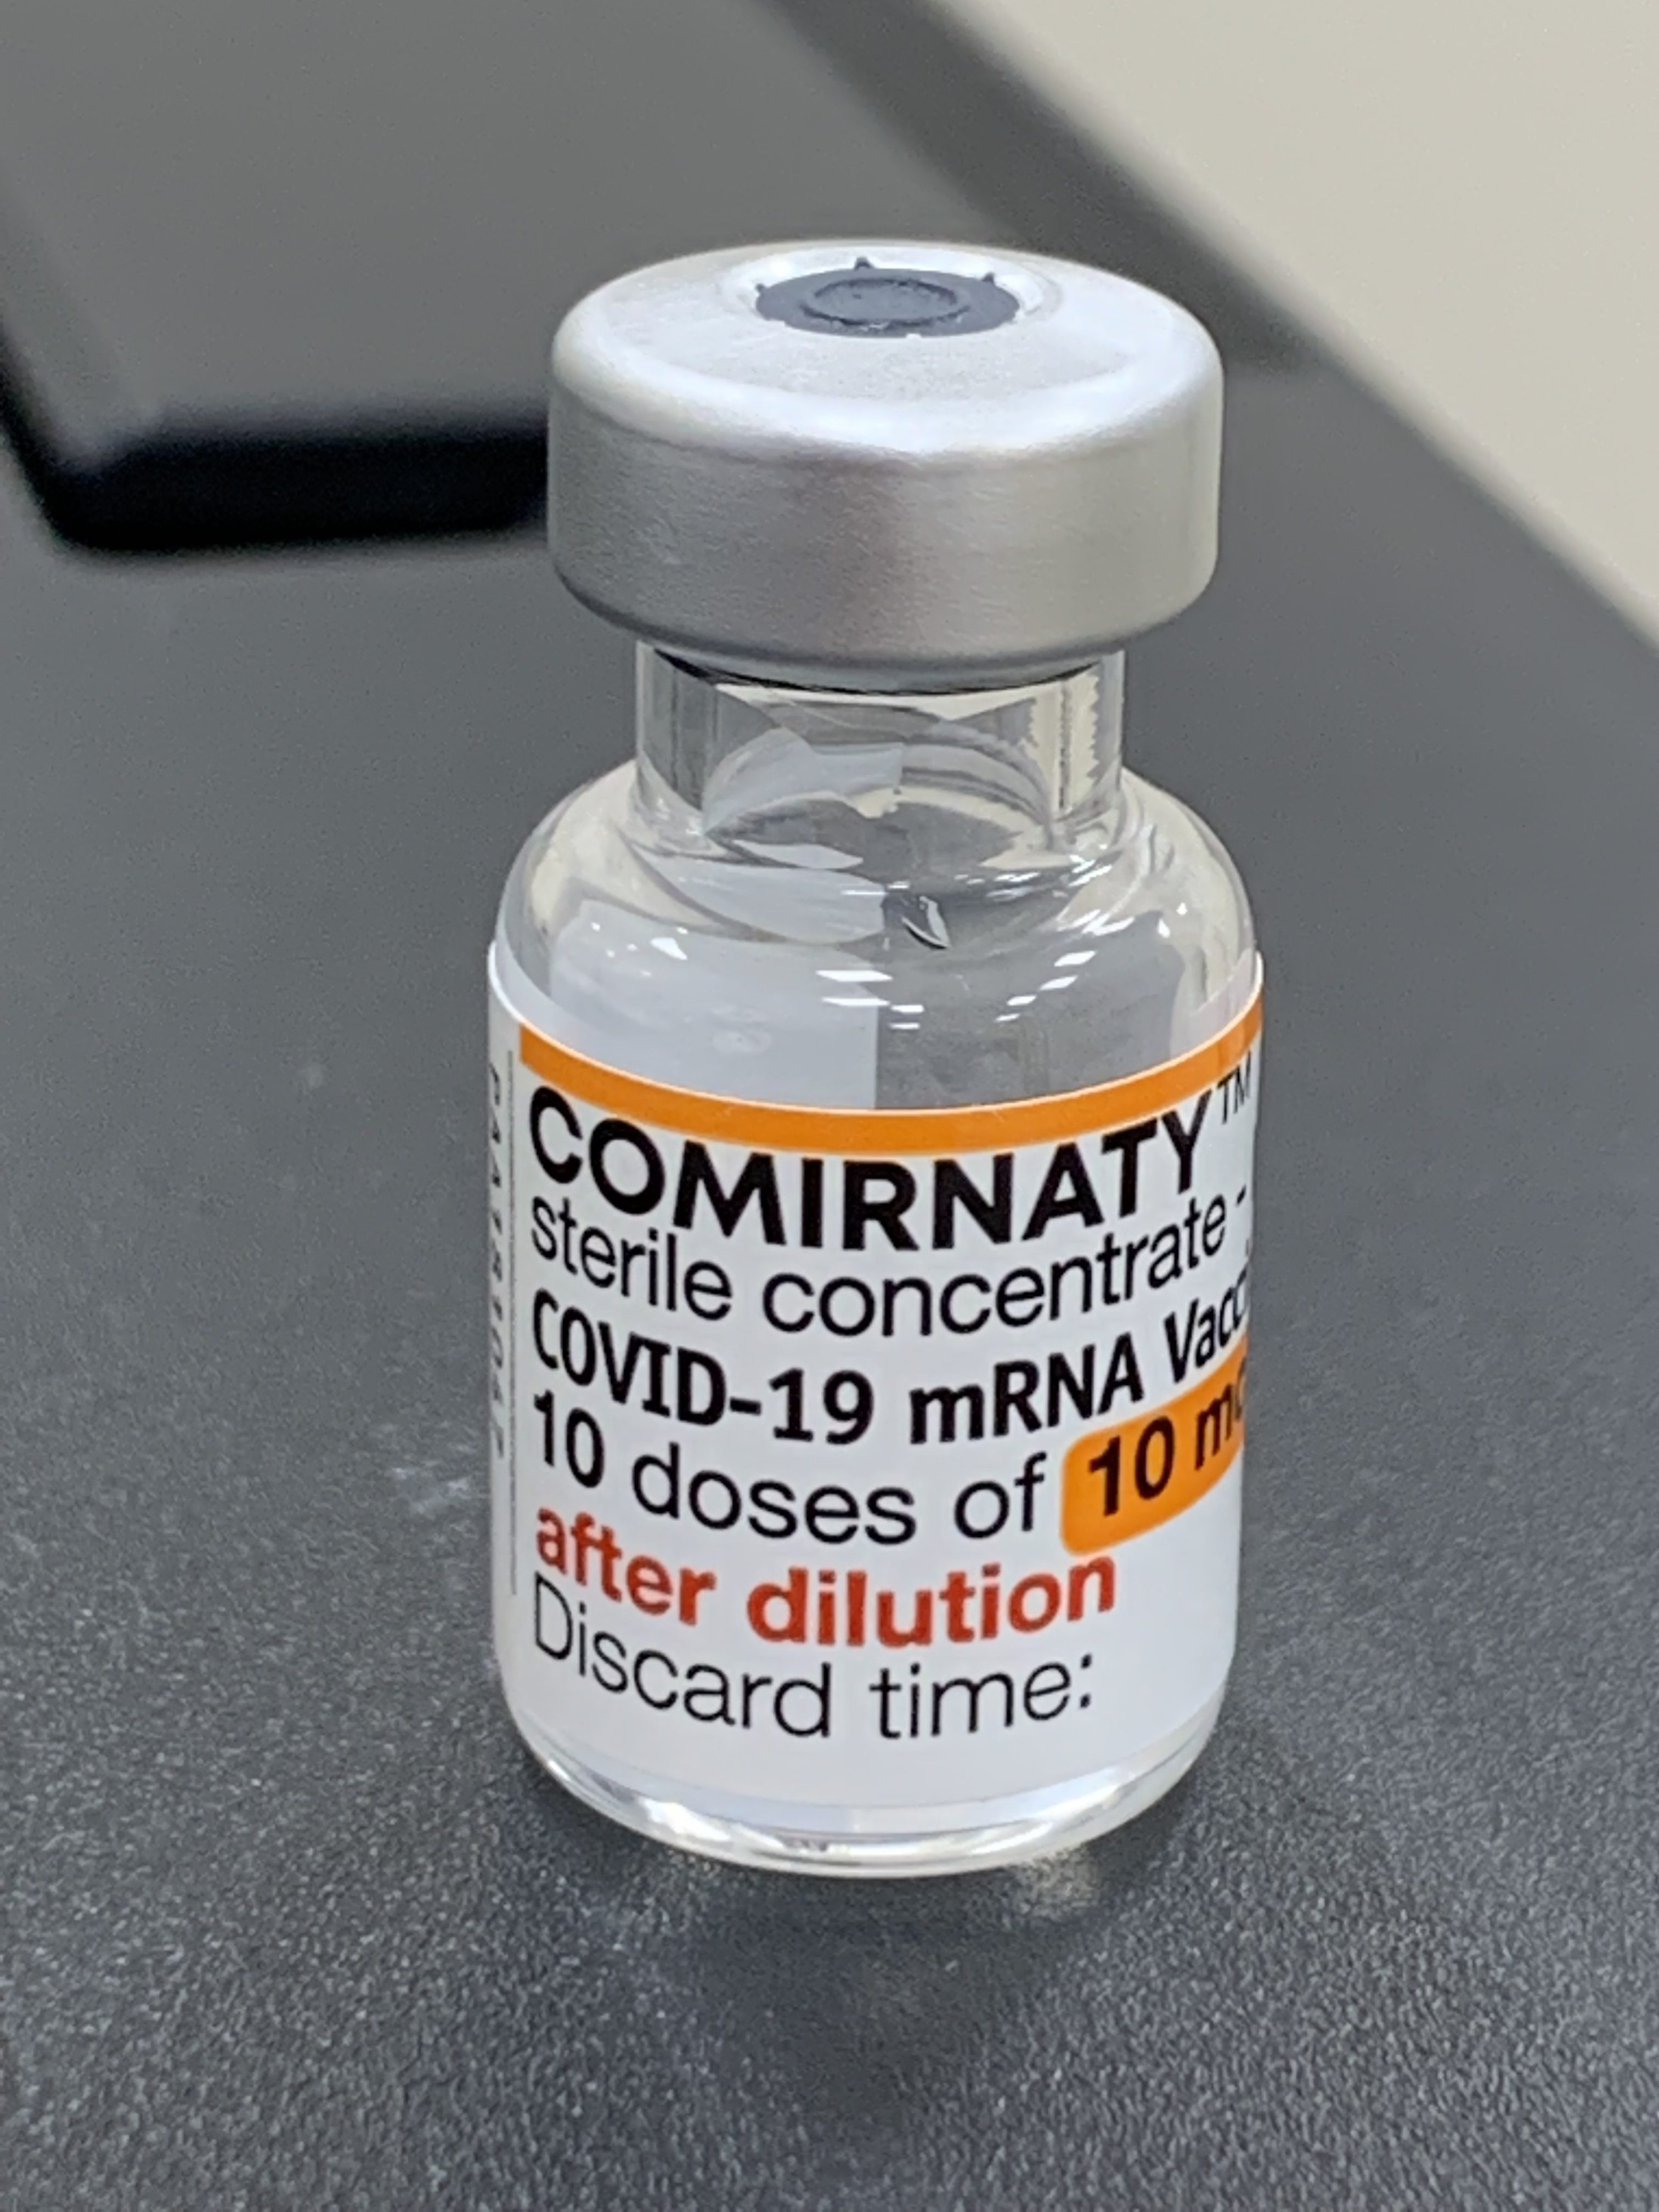 COMIRNATY™
sterile concentrate -
COVID-19 mRNA
10 doses of 10
after dilution
Discard time: